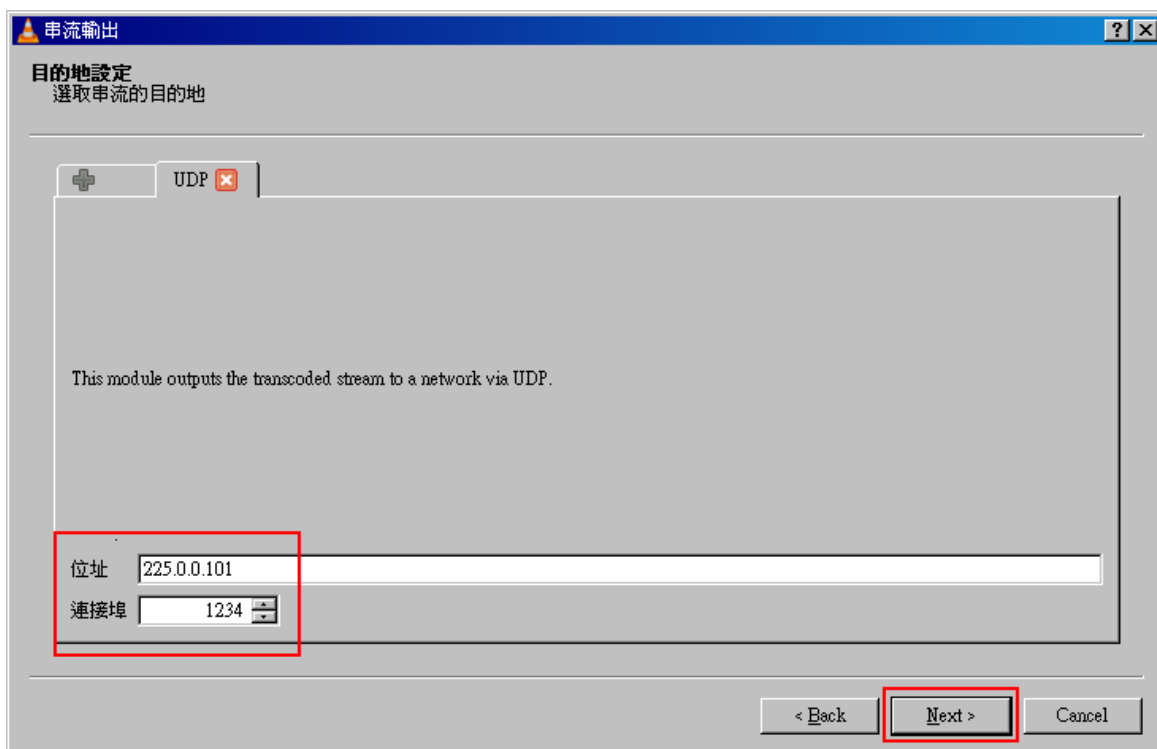 串流輸出
目的地設定
選取串流的目的地
UDP
This module outputs the transcoded stream to a network via UDP.
位址 225.0.0.101
連接埠 1234
< Back Next > Cancel